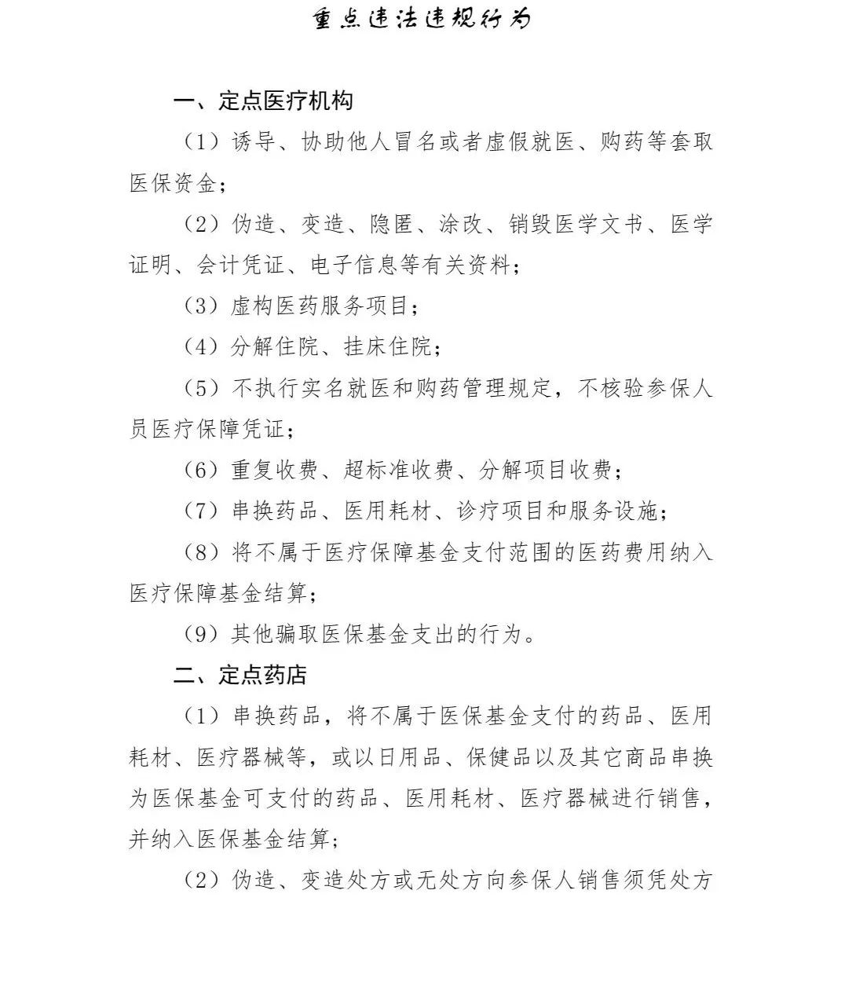 重点违法违规行为
一、定点医疗机构
（1）诱导、协助他人冒名或者虚假就医、购药等套取
医保资金；
（2）伪造、变造、隐匿、涂改、销毁医学文书、医学
证明、会计凭证、电子信息等有关资料；
（3）虚构医药服务项目；
（4）分解住院、挂床住院；
（5）不执行实名就医和购药管理规定，不核验参保人
员医疗保障凭证；
（6）重复收费、超标准收费、分解项目收费；
（7）串换药品、医用耗材、诊疗项目和服务设施；
（8）将不属于医疗保障基金支付范围的医药费用纳入
医疗保障基金结算；
（9）其他骗取医保基金支出的行为。
二、定点药店
（1）串换药品，将不属于医保基金支付的药品、医用
耗材、医疗器械等，或以日用品、保健品以及其它商品串换
为医保基金可支付的药品、医用耗材、医疗器械进行销售，
并纳入医保基金结算;
（2）伪造、变造处方或无处方向参保人销售须凭处方